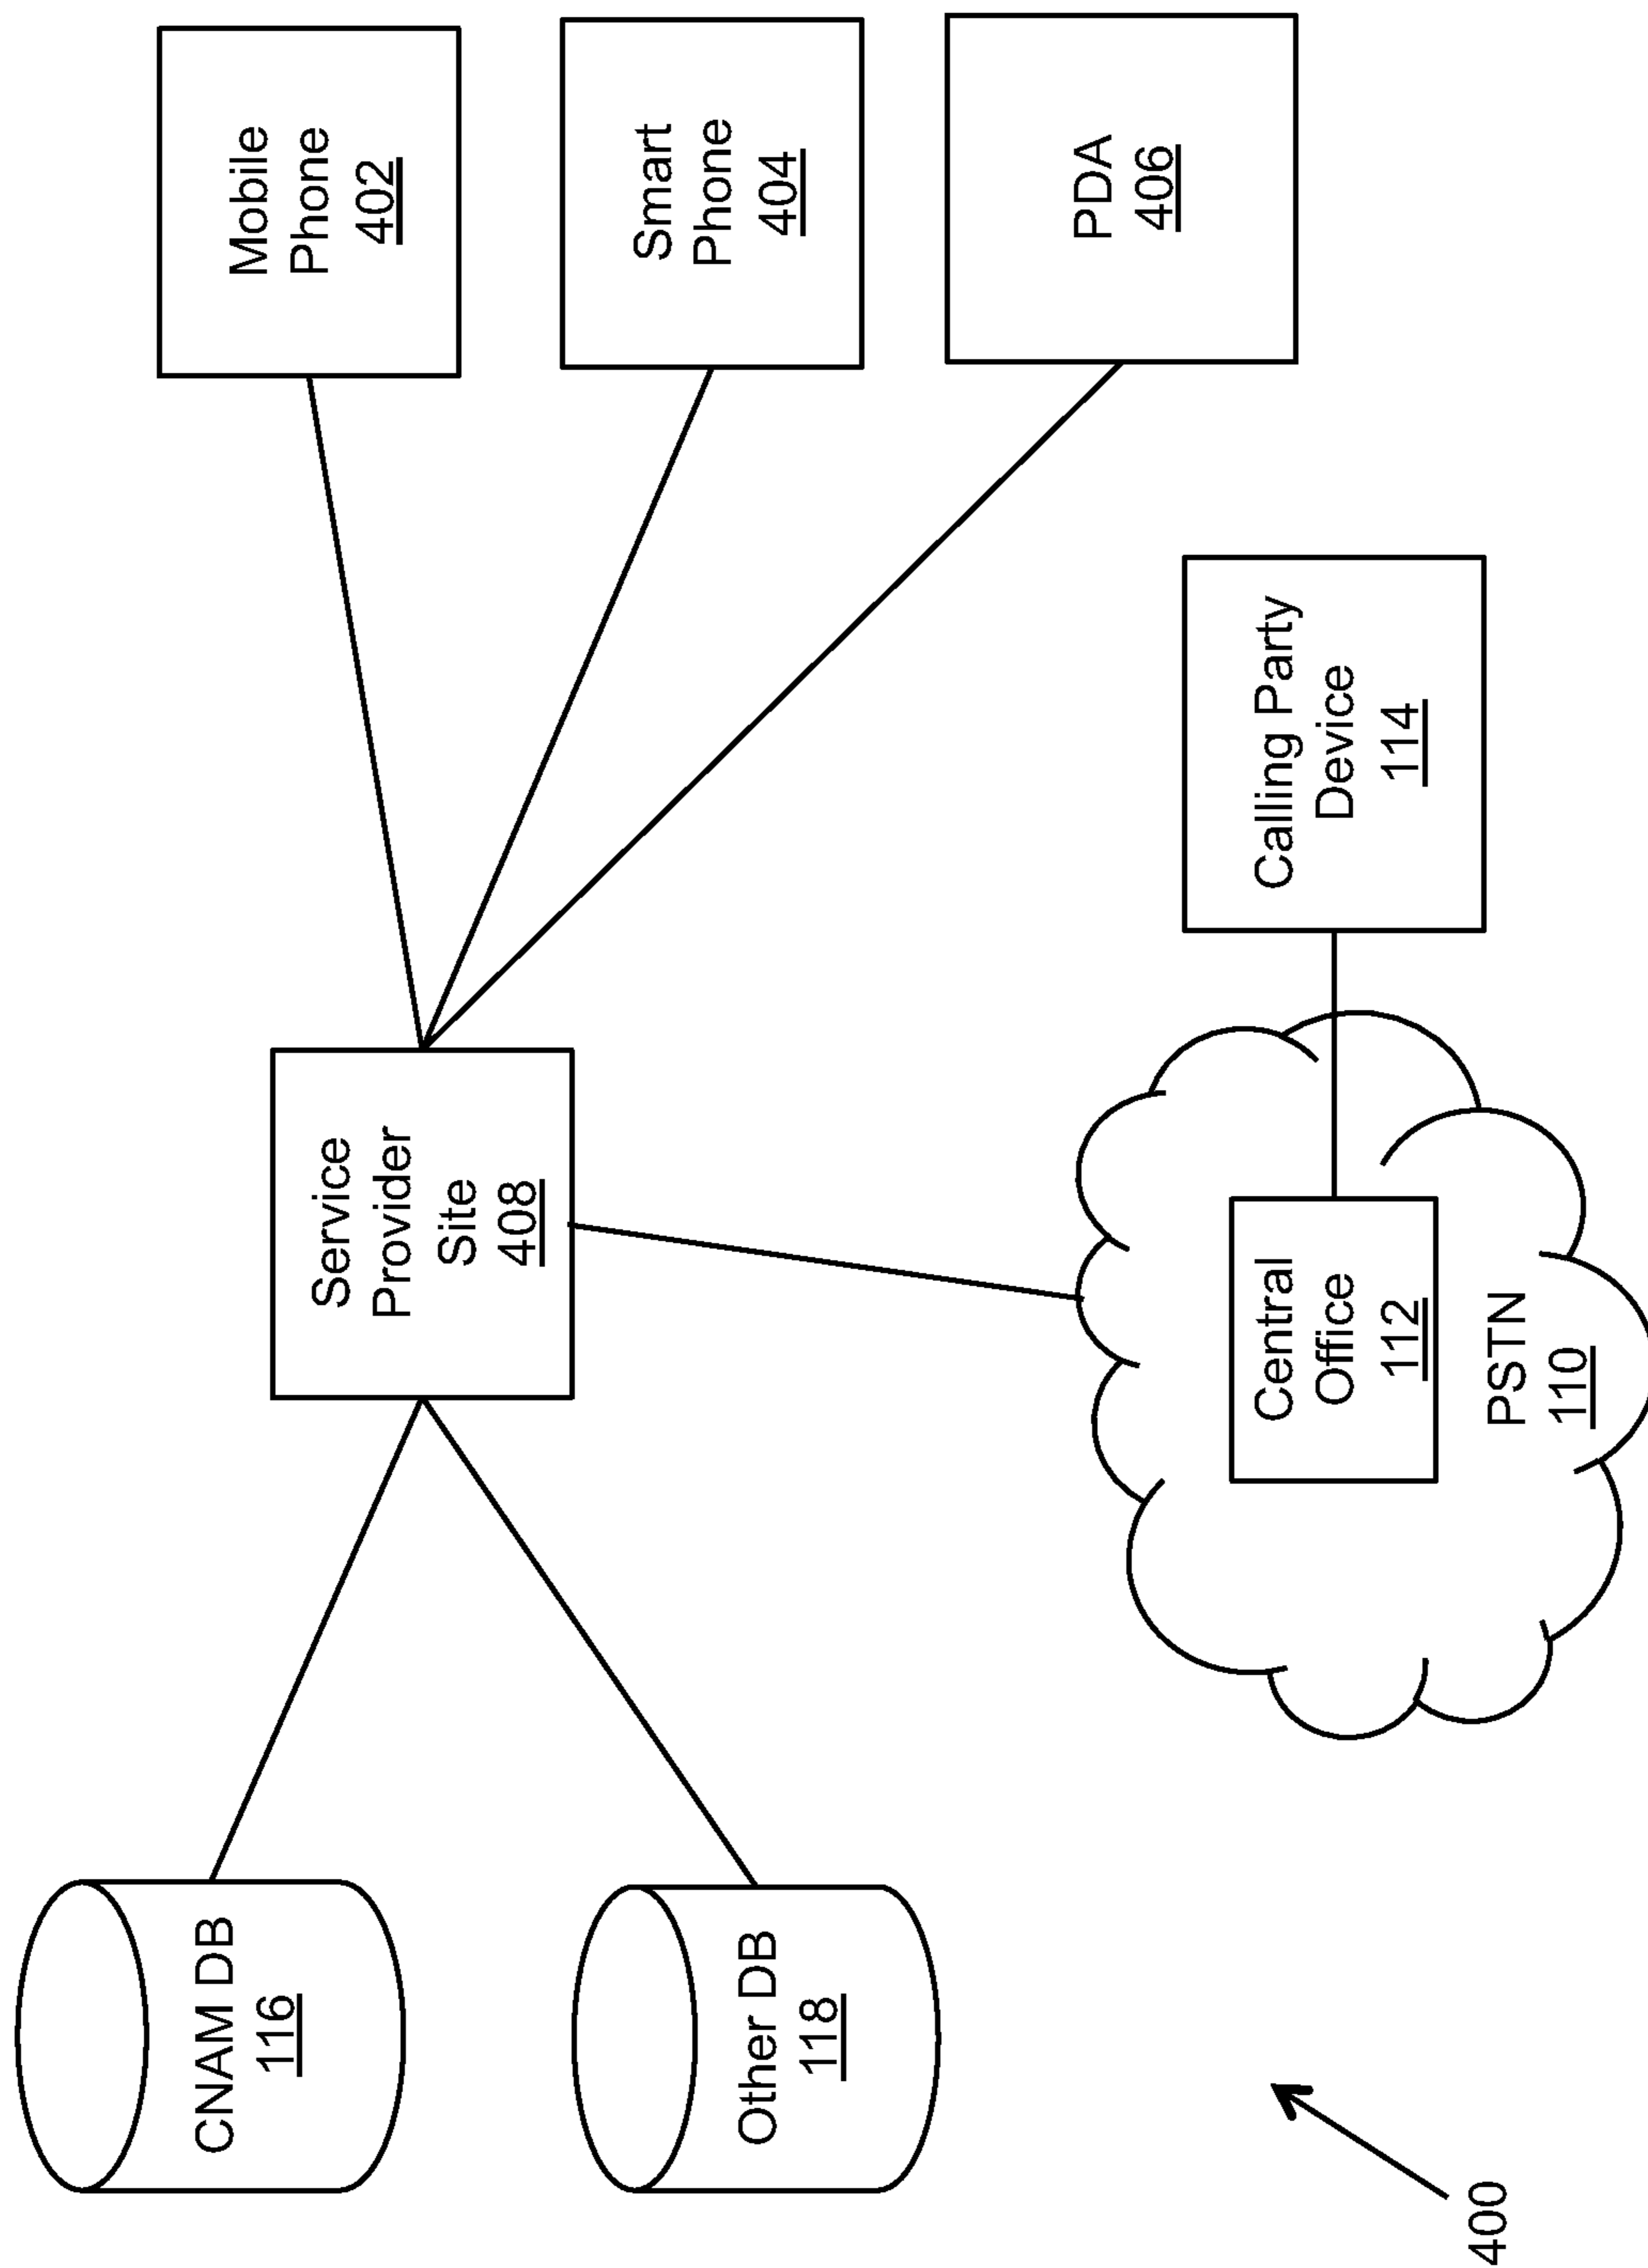 CNAM DB
116
Other DB
118
Service
Provider
Site
408
Mobile
Phone
402
Smart
Phone
404
PDA
406
Calling Party
Device
114
Central
Office
112
PSTN
110
400